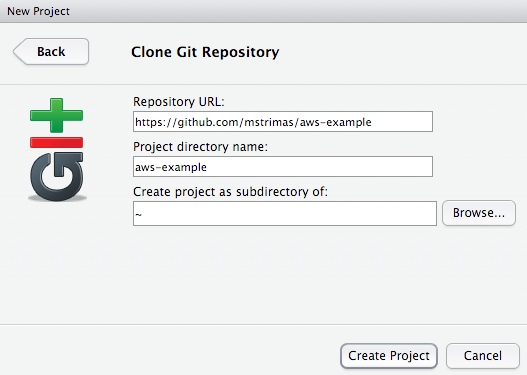 New Project
Back
Clone Git Repository
Repository URL:
https://github.com/mstrimas/aws-example
Project directory name:
aws-example
Create project as subdirectory of:
~
Browse...
Create Project
Cancel